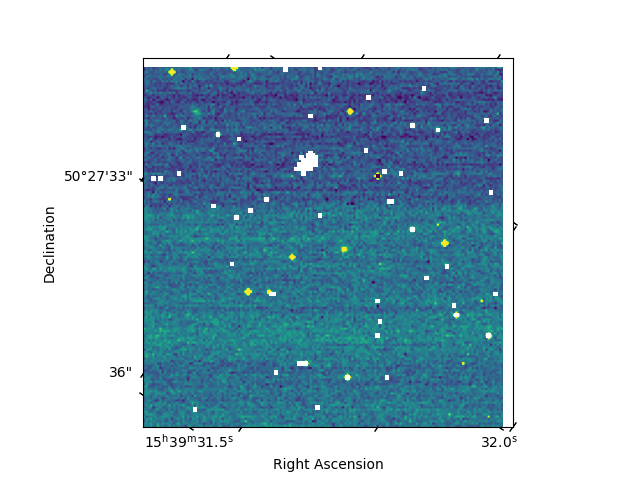 50°27'33"
Declination
36"
15ʰ39ᵐ31.5ˢ
32.0ˢ
Right Ascension